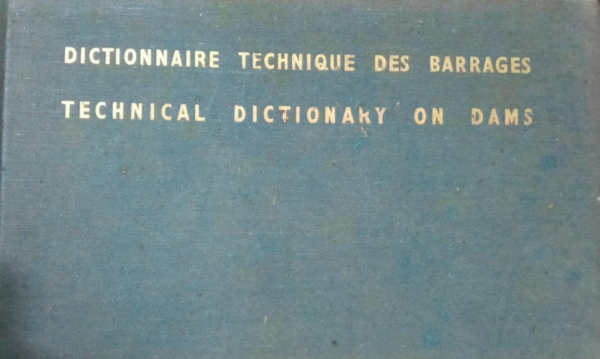 DICTIONNAIRE TECHNIQUE DES BARRAGES
TECHNICAL DICTIONARY ON DAMS